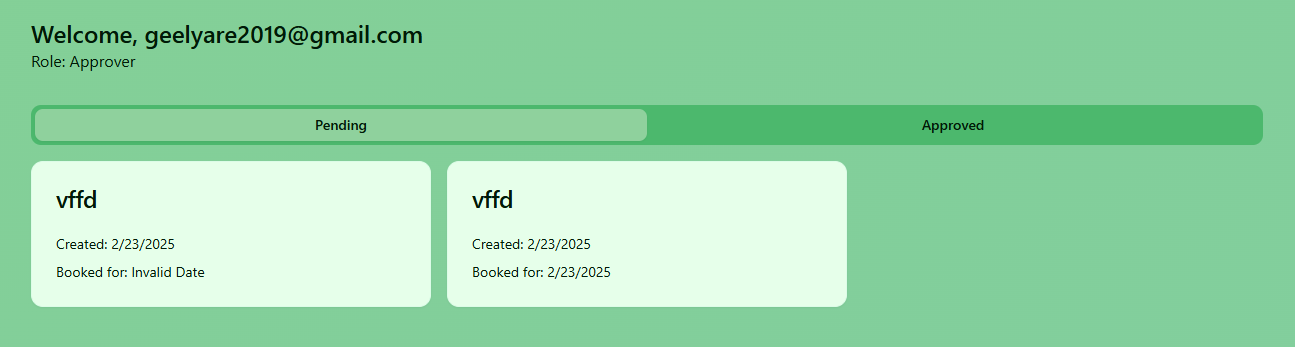 Welcome, geelyare2019@gmail.com
Role: Approver
Pending
Approved
vffd
Created: 2/23/2025
Booked for: Invalid Date
vffd
Created: 2/23/2025
Booked for: 2/23/2025